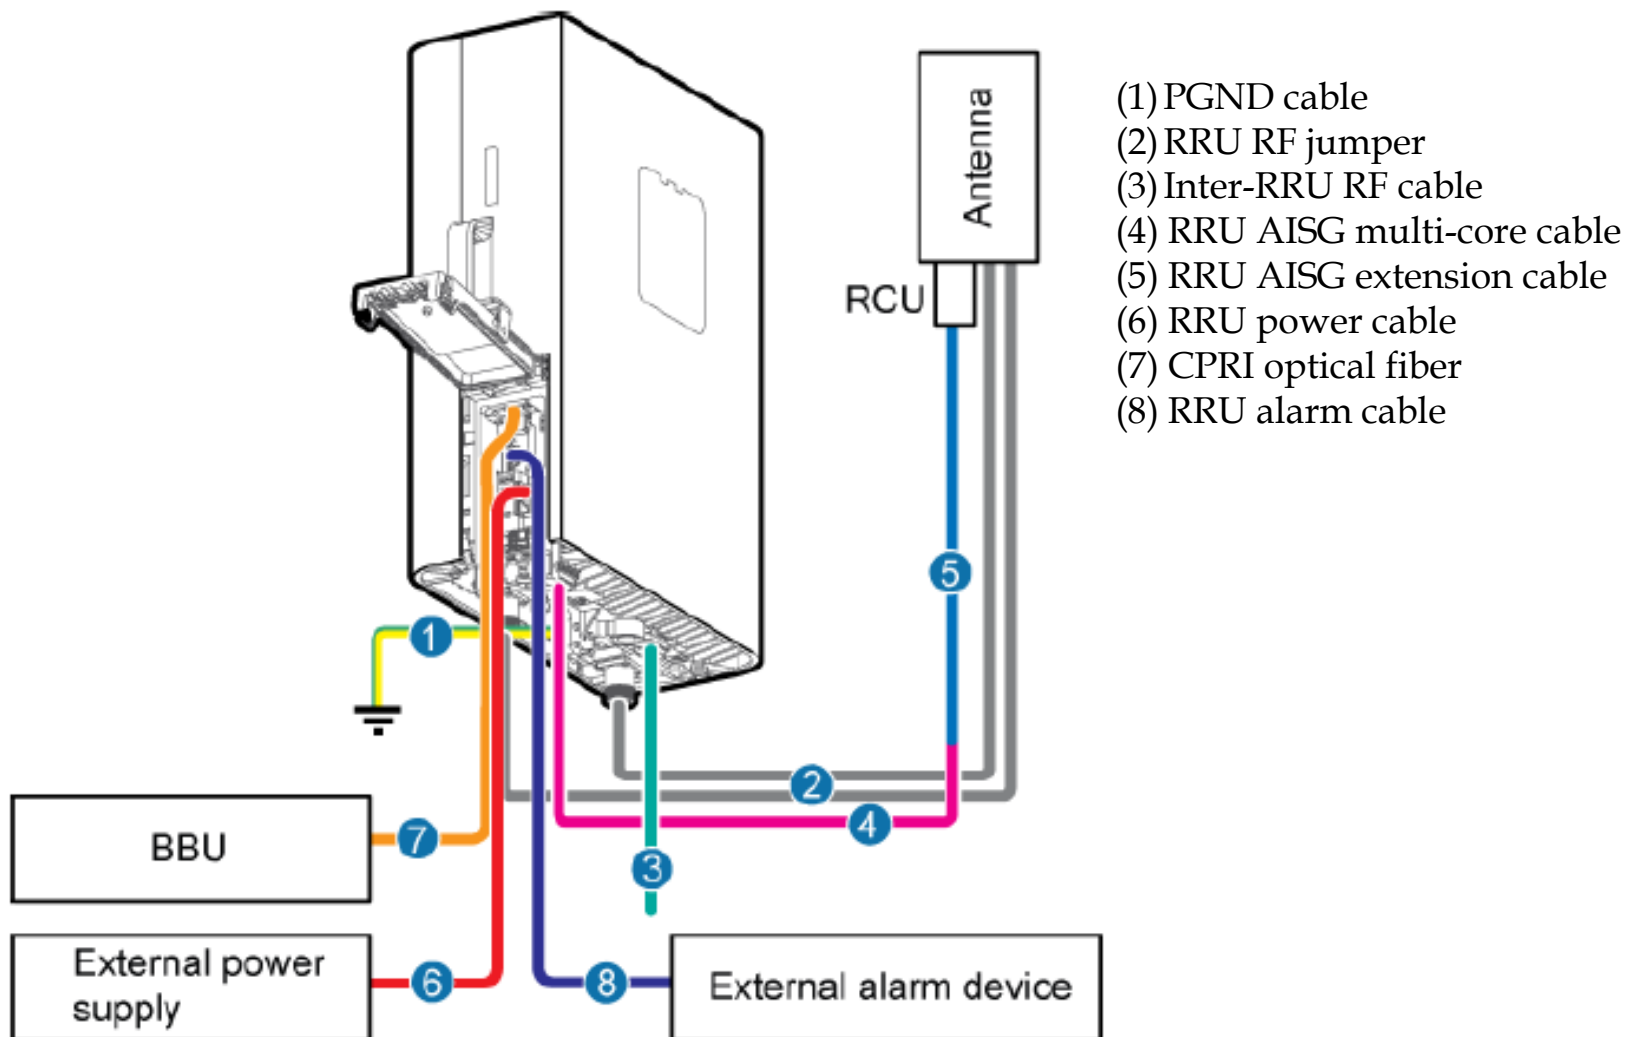 Antenna
RCU
(1) PGND cable
(2) RRU RF jumper
(3) Inter-RRU RF cable
(4) RRU AISG multi-core cable
(5) RRU AISG extension cable
(6) RRU power cable
(7) CPRI optical fiber
(8) RRU alarm cable
5
1
2
4
7
3
BBU
6
8
External power
supply
External alarm device